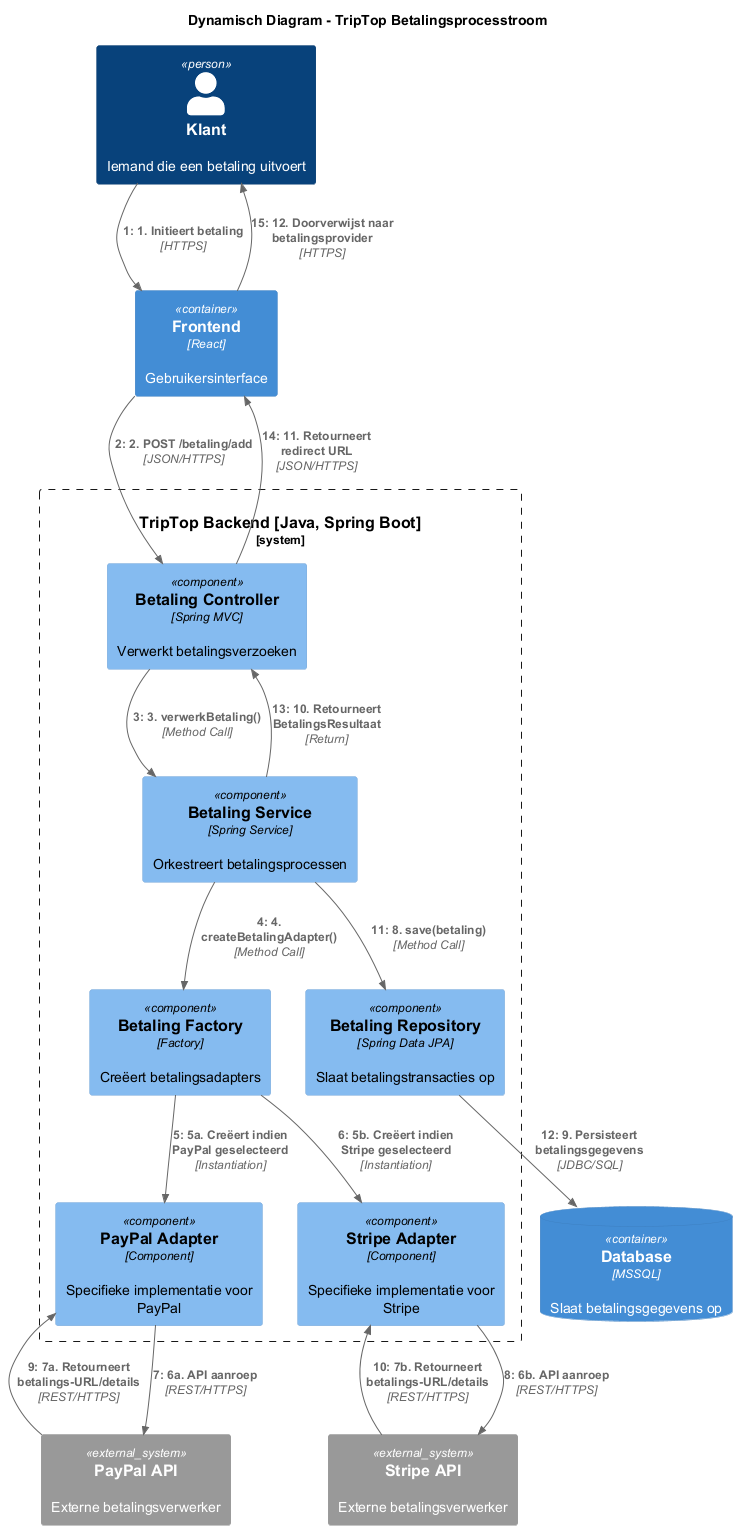 Dynamisch Diagram - TripTop Betalingsprocesstroom
«person»
Klant
Iemand die een betaling uitvoert
1: 1. Initieert betaling
[HTTPS]
15: 12. Doorverwijst naar
betalingsprovider
[HTTPS]
«container»
Frontend
[React]
Gebruikersinterface
2: 2. POST /betaling/add
[JSON/HTTPS]
14: 11. Retourneert
redirect URL
[JSON/HTTPS]
TripTop Backend [Java, Spring Boot]
[system]
«component»
Betaling Controller
[Spring MVC]
Verwerkt betalingsverzoeken
3: 3. verwerkBetaling()
[Method Call]
13: 10. Retourneert
BetalingsResultaat
[Return]
«component»
Betaling Service
[Spring Service]
Orkestreert betalingsprocessen
4: 4.
createBetalingAdapter()
[Method Call]
11: 8. save(betaling)
[Method Call]
«component»
Betaling Factory
[Factory]
Creëert betalingsadapters
«component»
Betaling Repository
[Spring Data JPA]
Slaat betalingstransacties op
5: 5a. Creëert indien
PayPal geselecteerd
[Instantiation]
6: 5b. Creëert indien
Stripe geselecteerd
[Instantiation]
12: 9. Persisteert
betalingsgegevens
[JDBC/SQL]
«component»
PayPal Adapter
[Component]
Specifieke implementatie voor
PayPal
«component»
Stripe Adapter
[Component]
Specifieke implementatie voor
Stripe
«container»
Database
[MSSQL]
Slaat betalingsgegevens op
9: 7a. Retourneert
betalings-URL/details
[REST/HTTPS]
7: 6a. API aanroep
[REST/HTTPS]
10: 7b. Retourneert
betalings-URL/details
[REST/HTTPS]
8: 6b. API aanroep
[REST/HTTPS]
«external_system»
PayPal API
Externe betalingsverwerker
«external_system»
Stripe API
Externe betalingsverwerker